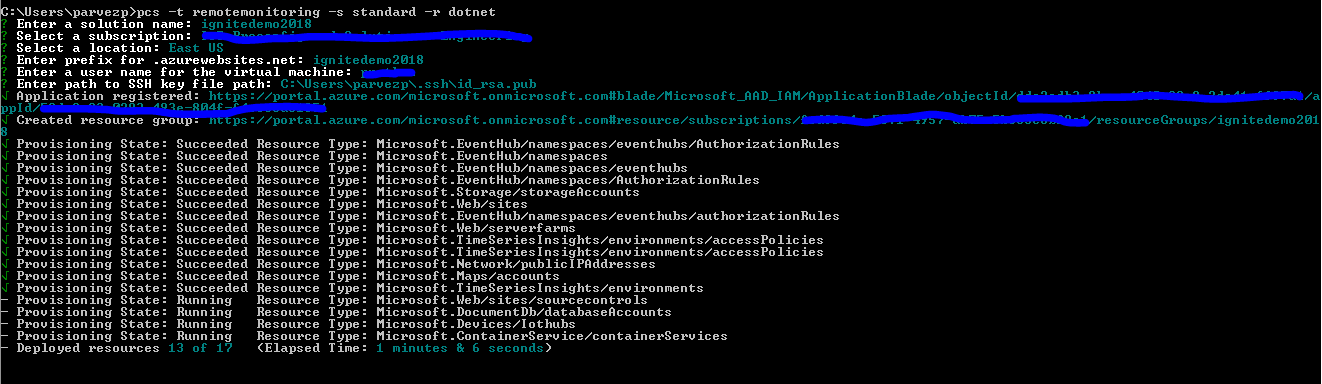 C:\Users\parvezp>pcs -t remotemonitoring -s standard -r dotnet
? Enter a solution name: ignitedemo2018
? Select a subscription:
? Select a location: East US
? Enter prefix for .azurewebsites.net: ignitedemo2018
? Enter a user name for the virtual machine:
? Enter path to SSH key file path: C:\Users\parvezp\.ssh\id_rsa.pub
√ Application registered: https://portal.azure.com/microsoft.onmicrosoft.com#blade/Microsoft_AAD_IAM/ApplicationBlade/objectId/ /a
ppId/
√ Created resource group: https://portal.azure.com/microsoft.onmicrosoft.com#resource/subscriptions/ /resourceGroups/ignitedemo201
8
√ Provisioning State: Succeeded Resource Type: Microsoft.EventHub/namespaces/eventhubs/AuthorizationRules
√ Provisioning State: Succeeded Resource Type: Microsoft.EventHub/namespaces
√ Provisioning State: Succeeded Resource Type: Microsoft.EventHub/namespaces/eventhubs
√ Provisioning State: Succeeded Resource Type: Microsoft.EventHub/namespaces/AuthorizationRules
√ Provisioning State: Succeeded Resource Type: Microsoft.Storage/storageAccounts
√ Provisioning State: Succeeded Resource Type: Microsoft.Web/sites
√ Provisioning State: Succeeded Resource Type: Microsoft.EventHub/namespaces/eventhubs/authorizationRules
√ Provisioning State: Succeeded Resource Type: Microsoft.Web/serverfarms
√ Provisioning State: Succeeded Resource Type: Microsoft.TimeSeriesInsights/environments/accessPolicies
√ Provisioning State: Succeeded Resource Type: Microsoft.TimeSeriesInsights/environments/accessPolicies
√ Provisioning State: Succeeded Resource Type: Microsoft.Network/publicIPAddresses
√ Provisioning State: Succeeded Resource Type: Microsoft.Maps/accounts
√ Provisioning State: Succeeded Resource Type: Microsoft.TimeSeriesInsights/environments
- Provisioning State: Running Resource Type: Microsoft.Web/sites/sourcecontrols
- Provisioning State: Running Resource Type: Microsoft.DocumentDb/databaseAccounts
- Provisioning State: Running Resource Type: Microsoft.Devices/Iothubs
- Provisioning State: Running Resource Type: Microsoft.ContainerService/containerServices
- Deployed resources 13 of 17 (Elapsed Time: 1 minutes & 6 seconds)